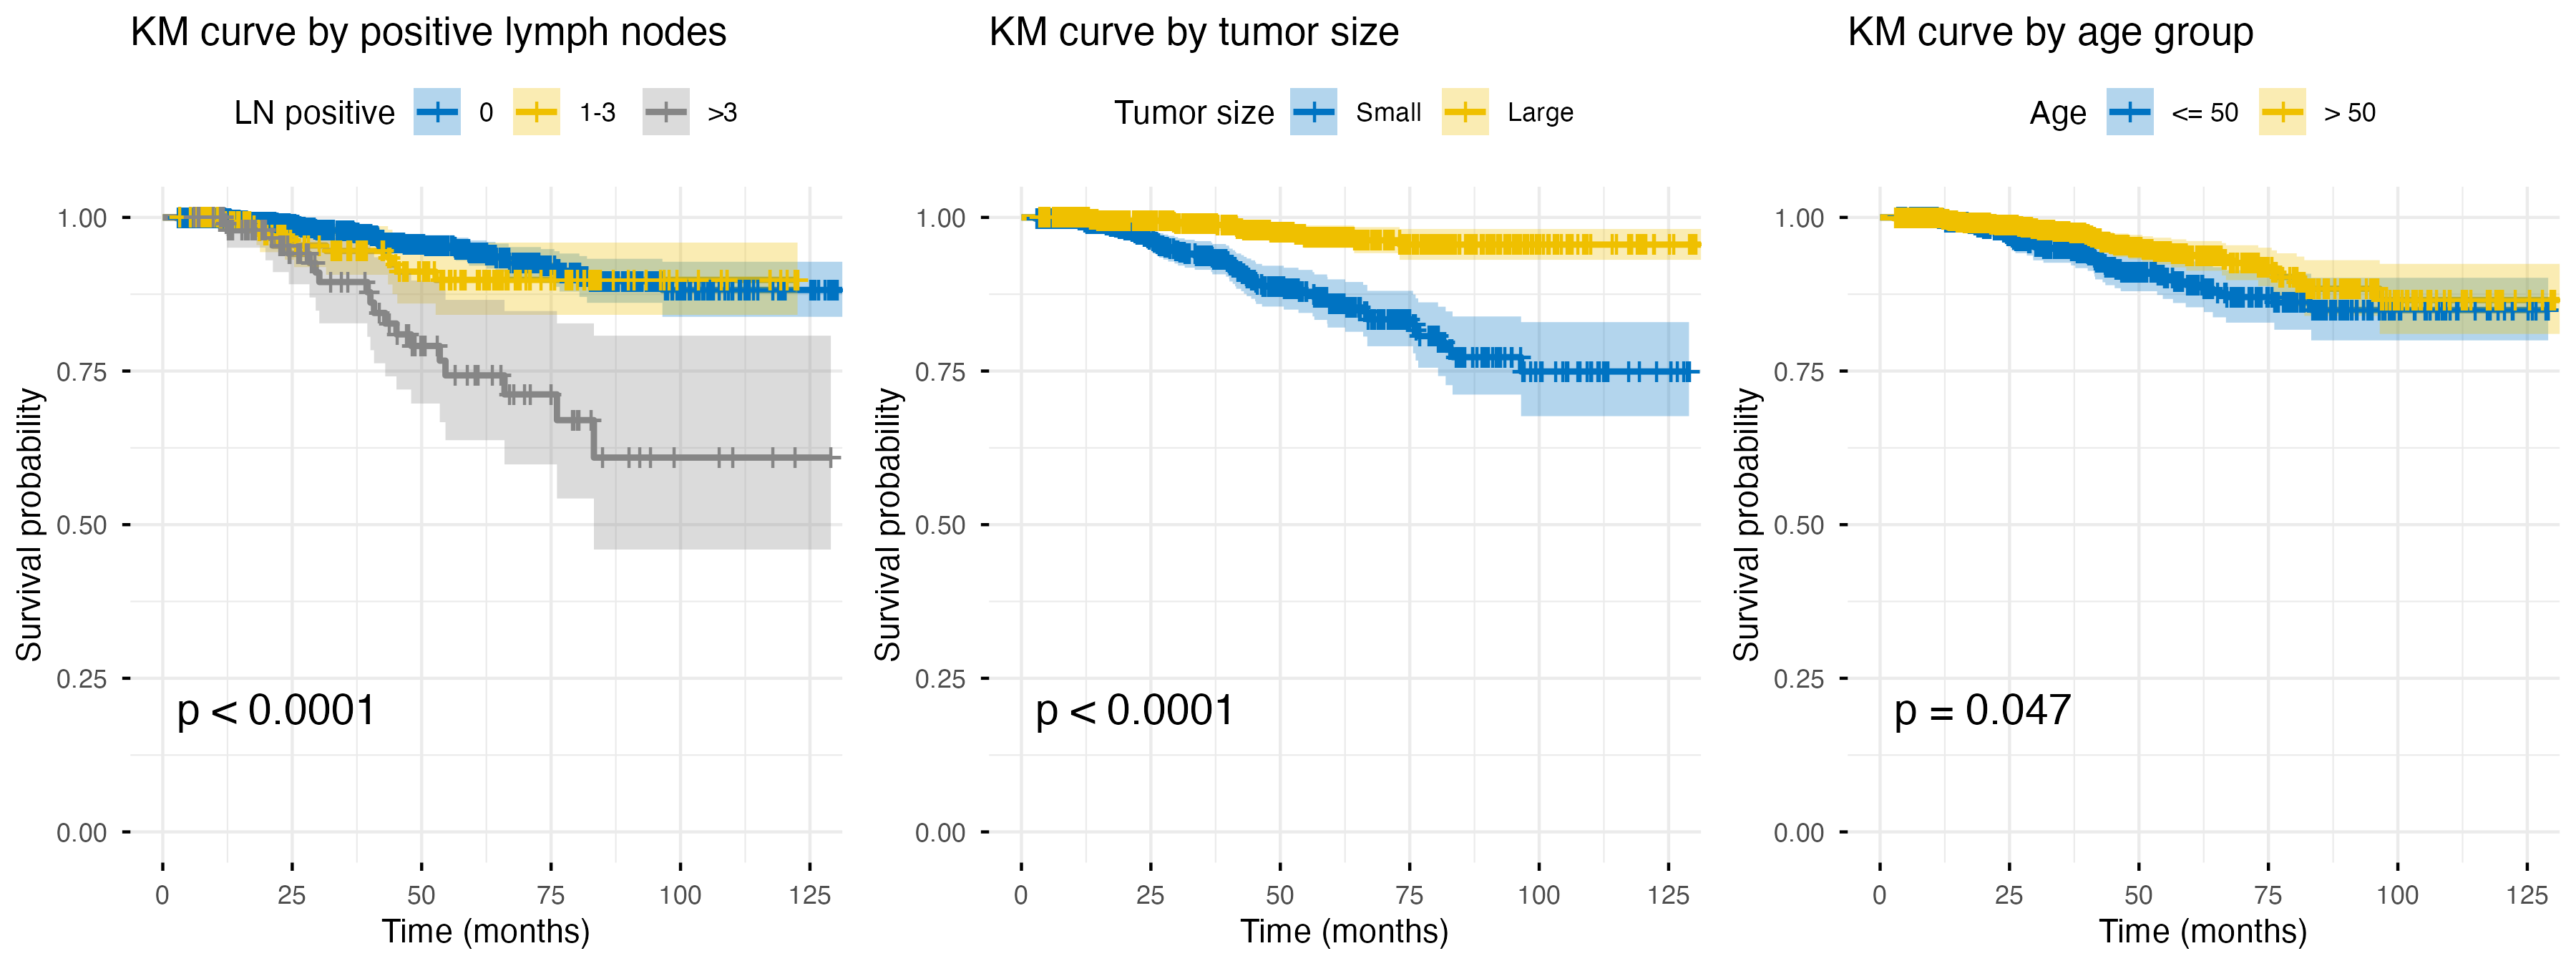 KM curve by positive lymph nodes
LN positive 0 1-3 >3
Survival probability
1.00
0.75
0.50
0.25
0.00
p < 0.0001
0 25 50 75 100 125
Time (months)
KM curve by tumor size
Tumor size Small Large
Survival probability
1.00
0.75
0.50
0.25
0.00
p < 0.0001
0 25 50 75 100 125
Time (months)
KM curve by age group
Age <= 50 > 50
Survival probability
1.00
0.75
0.50
0.25
0.00
p = 0.047
0 25 50 75 100 125
Time (months)